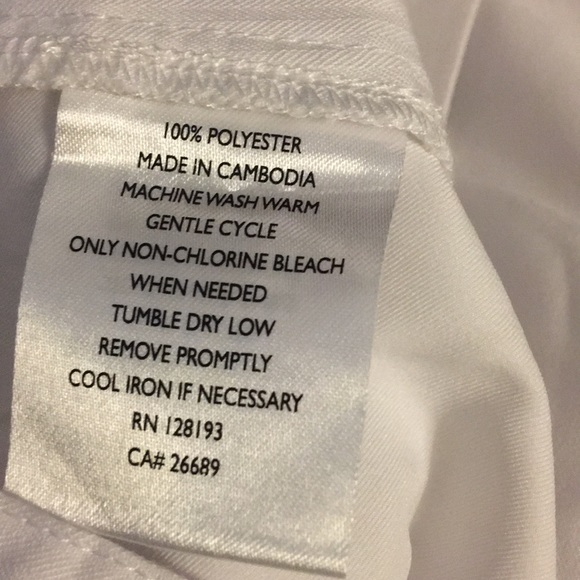 100% POLYESTER
MADE IN CAMBODIA
MACHINE WASH WARM
GENTLE CYCLE
ONLY NON-CHLORINE BLEACH
WHEN NEEDED
TUMBLE DRY LOW
REMOVE PROMPTLY
COOL IRON IF NECESSARY
RN 128193
CA# 26689